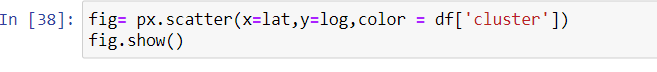 In [38]: fig= px.scatter(x=lat,y=log,color = df['cluster'])
fig.show()